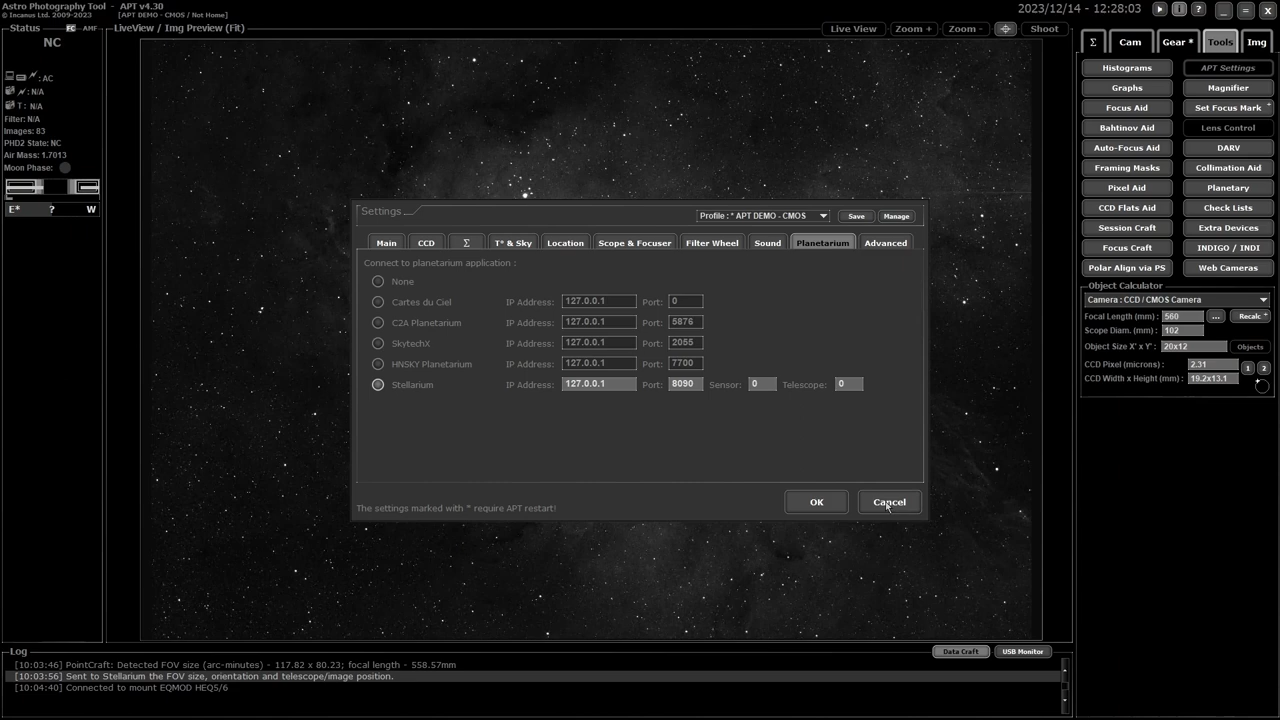 Astro Photography Tool - APT v4.30
© Incanus Ltd. 2009-2023 [APT DEMO - CMOS / Not Home]
2023/12/14 - 12:28:03
Status EC AMF
NC
: AC
: N/A
T : N/A
Filter: N/A
Images: 83
PHD2 State: NC
Air Mass: 1.7013
Moon Phase:
E* ? W
LiveView / Img Preview (Fit)
Live View Zoom + Zoom - Shoot
Σ Cam Gear * Tools Img
Histograms APT Settings
Graphs Magnifier
Focus Aid Set Focus Mark
Bahtinov Aid Lens Control
Auto-Focus Aid DARV
Framing Masks Collimation Aid
Pixel Aid Planetary
CCD Flats Aid Check Lists
Session Craft Extra Devices
Focus Craft INDIGO / INDI
Polar Align via PS Web Cameras
Object Calculator
Camera : CCD / CMOS Camera
Focal Length (mm) : 560 ... Recalc
Scope Diam. (mm) : 102
Object Size X' x Y' : 20x12 Objects
CCD Pixel (microns) : 2.31 1 2
CCD Width x Height (mm) : 19.2x13.1
Settings
Profile : * APT DEMO - CMOS Save Manage
Main CCD Σ T° & Sky Location Scope & Focuser Filter Wheel Sound Planetarium Advanced
Connect to planetarium application :
None
Cartes du Ciel IP Address: 127.0.0.1 Port: 0
C2A Planetarium IP Address: 127.0.0.1 Port: 5876
SkytechX IP Address: 127.0.0.1 Port: 2055
HNSKY Planetarium IP Address: 127.0.0.1 Port: 7700
Stellarium IP Address: 127.0.0.1 Port: 8090 Sensor: 0 Telescope: 0
The settings marked with * require APT restart!
OK Cancel
Log Data Craft USB Monitor
[10:03:46] PointCraft: Detected FOV size (arc-minutes) - 117.82 x 80.23; focal length - 558.57mm
[10:03:56] Sent to Stellarium the FOV size, orientation and telescope/image position.
[10:04:40] Connected to mount EQMOD HEQ5/6